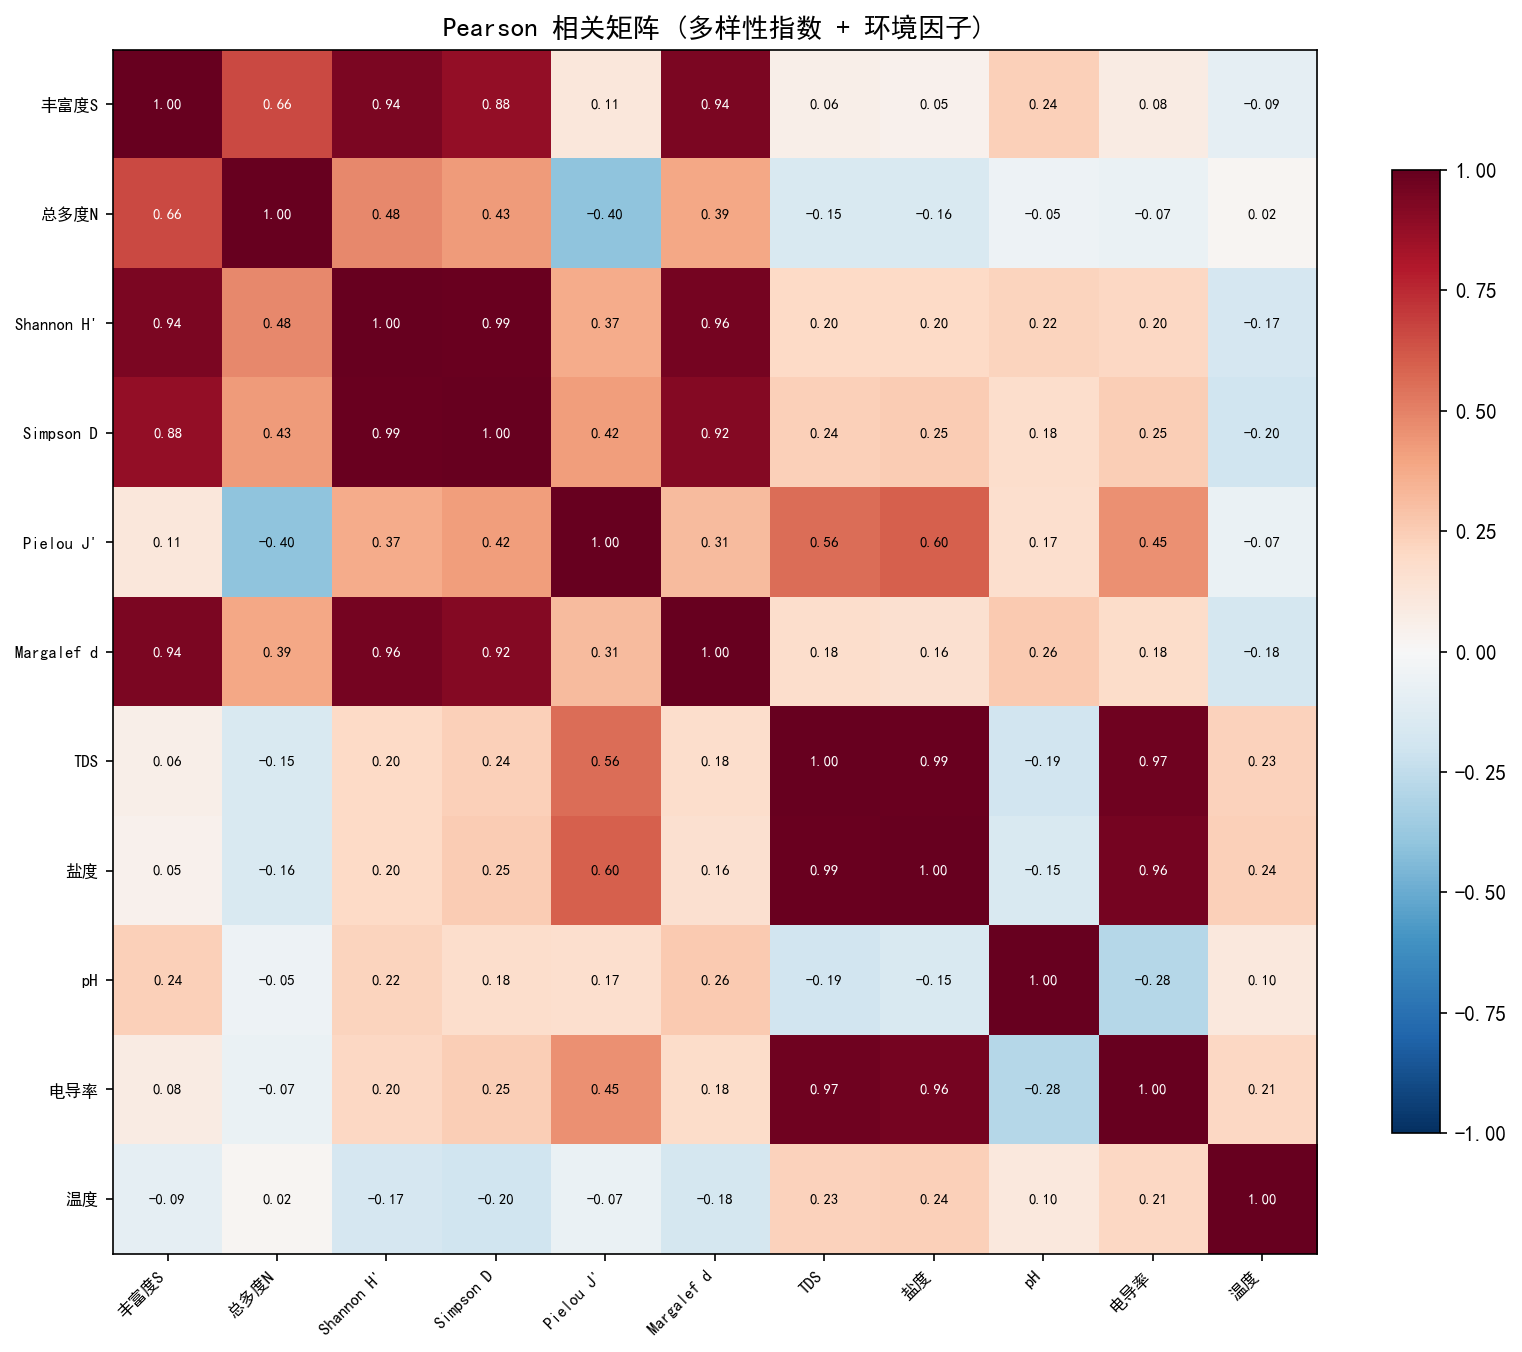 Pearson 相关矩阵 (多样性指数 + 环境因子)
丰富度S 1.00 0.66 0.94 0.88 0.11 0.94 0.06 0.05 0.24 0.08 −0.09
总多度N 0.66 1.00 0.48 0.43 −0.40 0.39 −0.15 −0.16 −0.05 −0.07 0.02
Shannon H' 0.94 0.48 1.00 0.99 0.37 0.96 0.20 0.20 0.22 0.20 −0.17
Simpson D 0.88 0.43 0.99 1.00 0.42 0.92 0.24 0.25 0.18 0.25 −0.20
Pielou J' 0.11 −0.40 0.37 0.42 1.00 0.31 0.56 0.60 0.17 0.45 −0.07
Margalef d 0.94 0.39 0.96 0.92 0.31 1.00 0.18 0.16 0.26 0.18 −0.18
TDS 0.06 −0.15 0.20 0.24 0.56 0.18 1.00 0.99 −0.19 0.97 0.23
盐度 0.05 −0.16 0.20 0.25 0.60 0.16 0.99 1.00 −0.15 0.96 0.24
pH 0.24 −0.05 0.22 0.18 0.17 0.26 −0.19 −0.15 1.00 −0.28 0.10
电导率 0.08 −0.07 0.20 0.25 0.45 0.18 0.97 0.96 −0.28 1.00 0.21
温度 −0.09 0.02 −0.17 −0.20 −0.07 −0.18 0.23 0.24 0.10 0.21 1.00
丰富度S 总多度N Shannon H' Simpson D Pielou J' Margalef d TDS 盐度 pH 电导率 温度
1.00
0.75
0.50
0.25
0.00
−0.25
−0.50
−0.75
−1.00